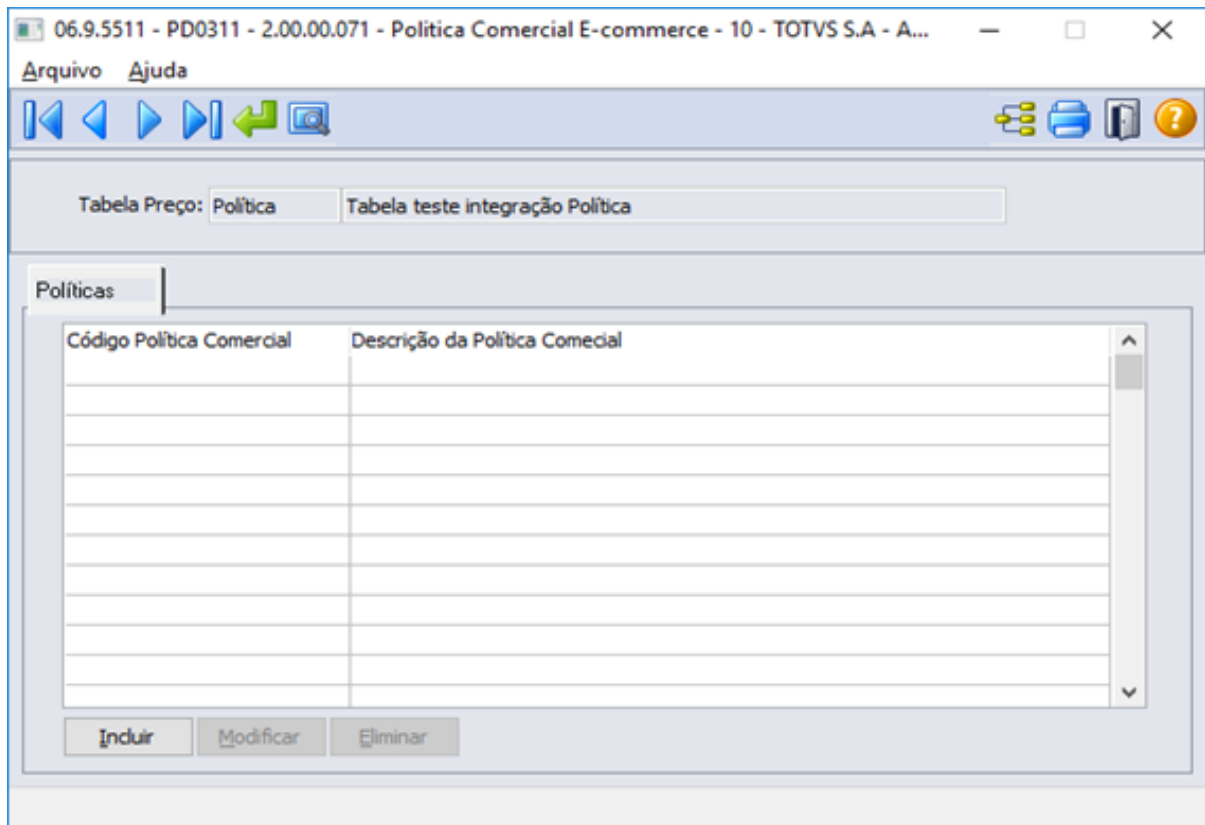 06.9.5511 - PD0311 - 2.00.00.071 - Politica Comercial E-commerce - 10 - TOTVS S.A - A...
Arquivo Ajuda
Tabela Preço: Política Tabela teste integração Política
Políticas
Código Política Comercial Descrição da Política Comecial
Incluir Modificar Eliminar